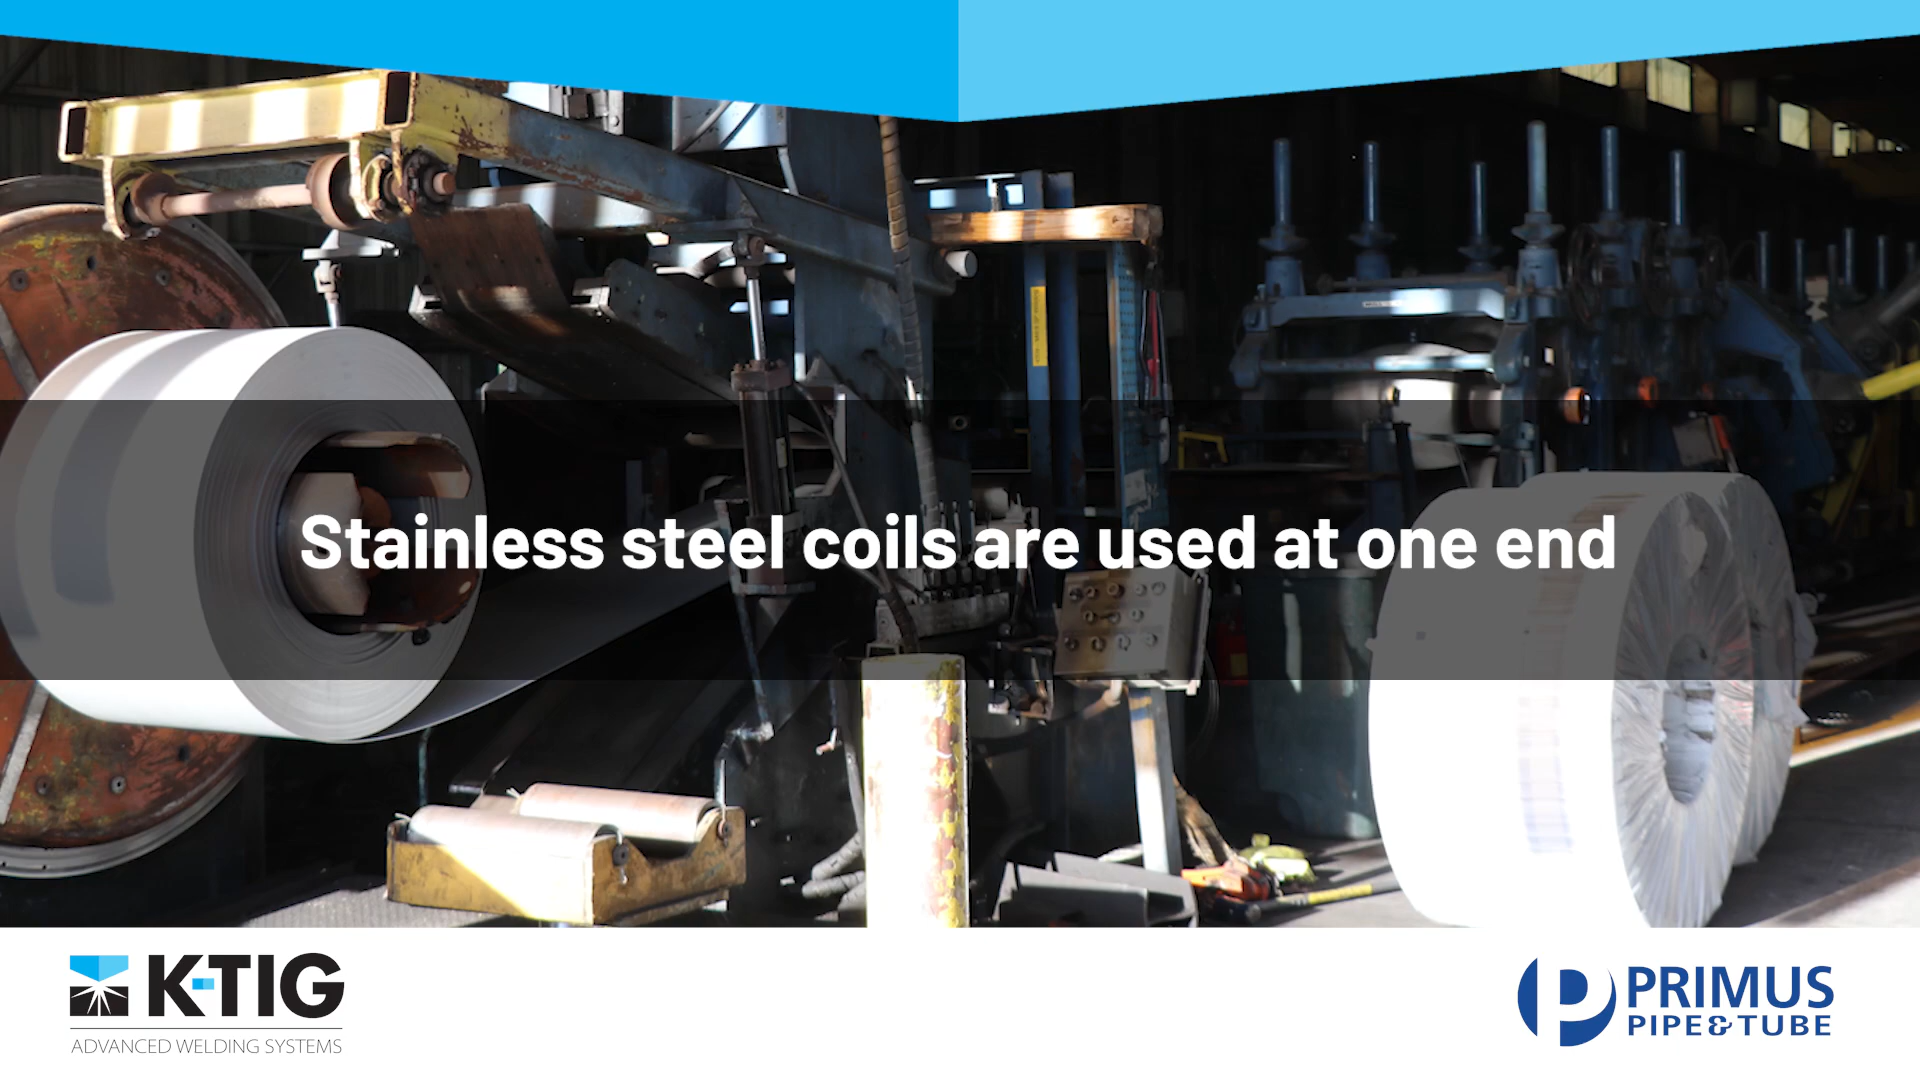 Stainless steel coils are used at one end
K-TIG
ADVANCED WELDING SYSTEMS
PRIMUS
PIPE & TUBE